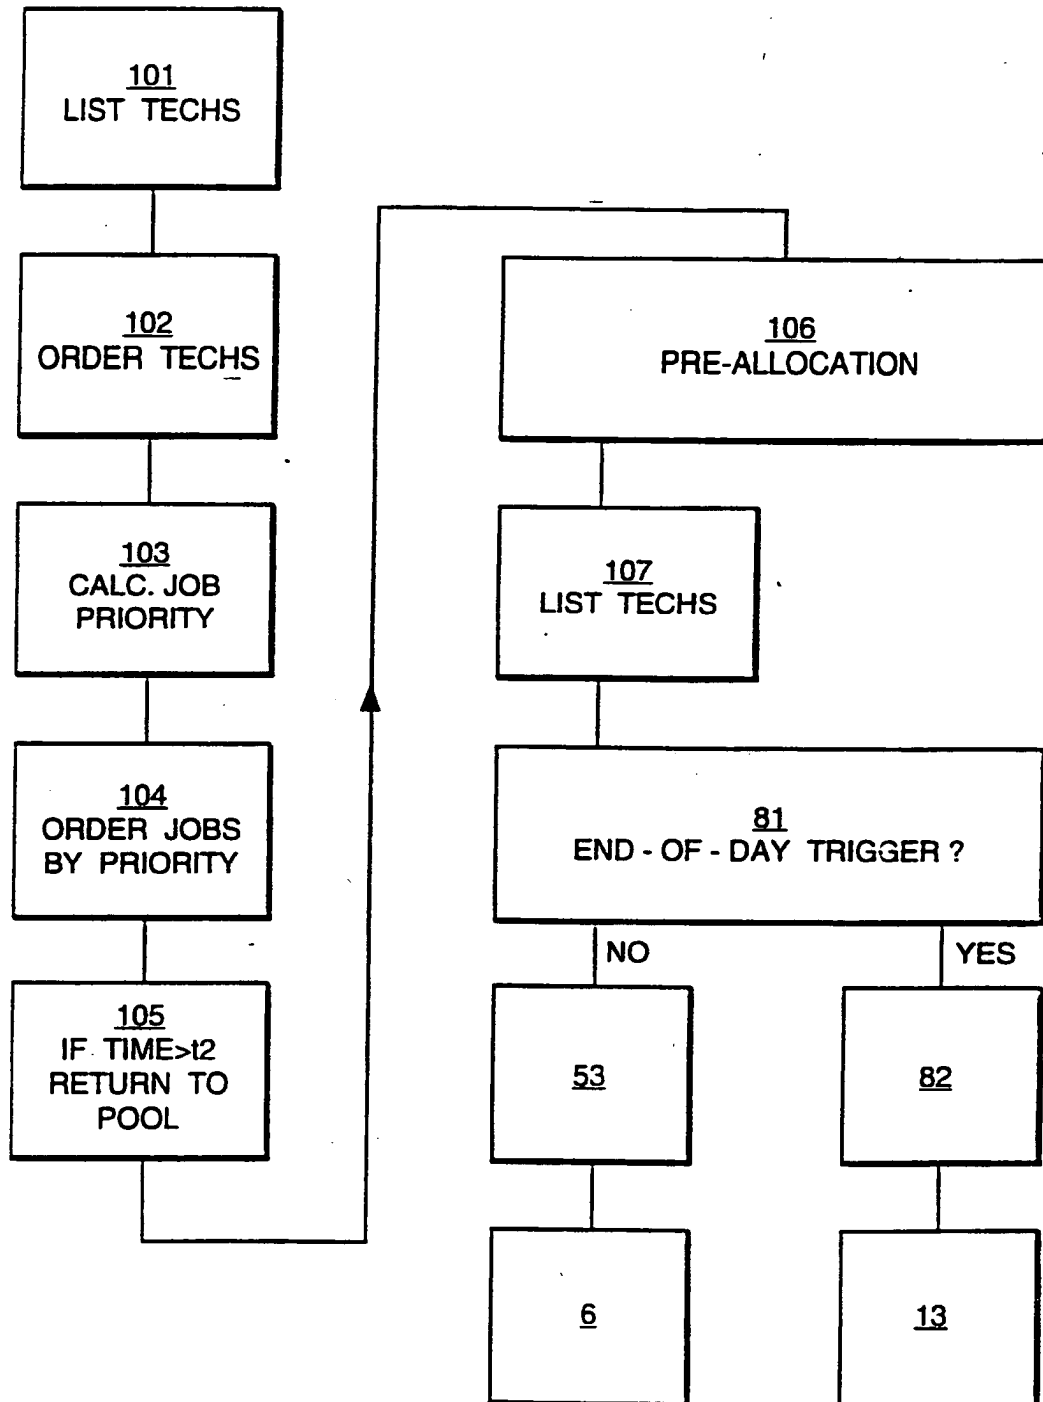 101
LIST TECHS
102
ORDER TECHS
103
CALC. JOB
PRIORITY
104
ORDER JOBS
BY PRIORITY
105
IF TIME>t2
RETURN TO
POOL
106
PRE-ALLOCATION
107
LIST TECHS
81
END - OF - DAY TRIGGER ?
NO
YES
53
82
6
13